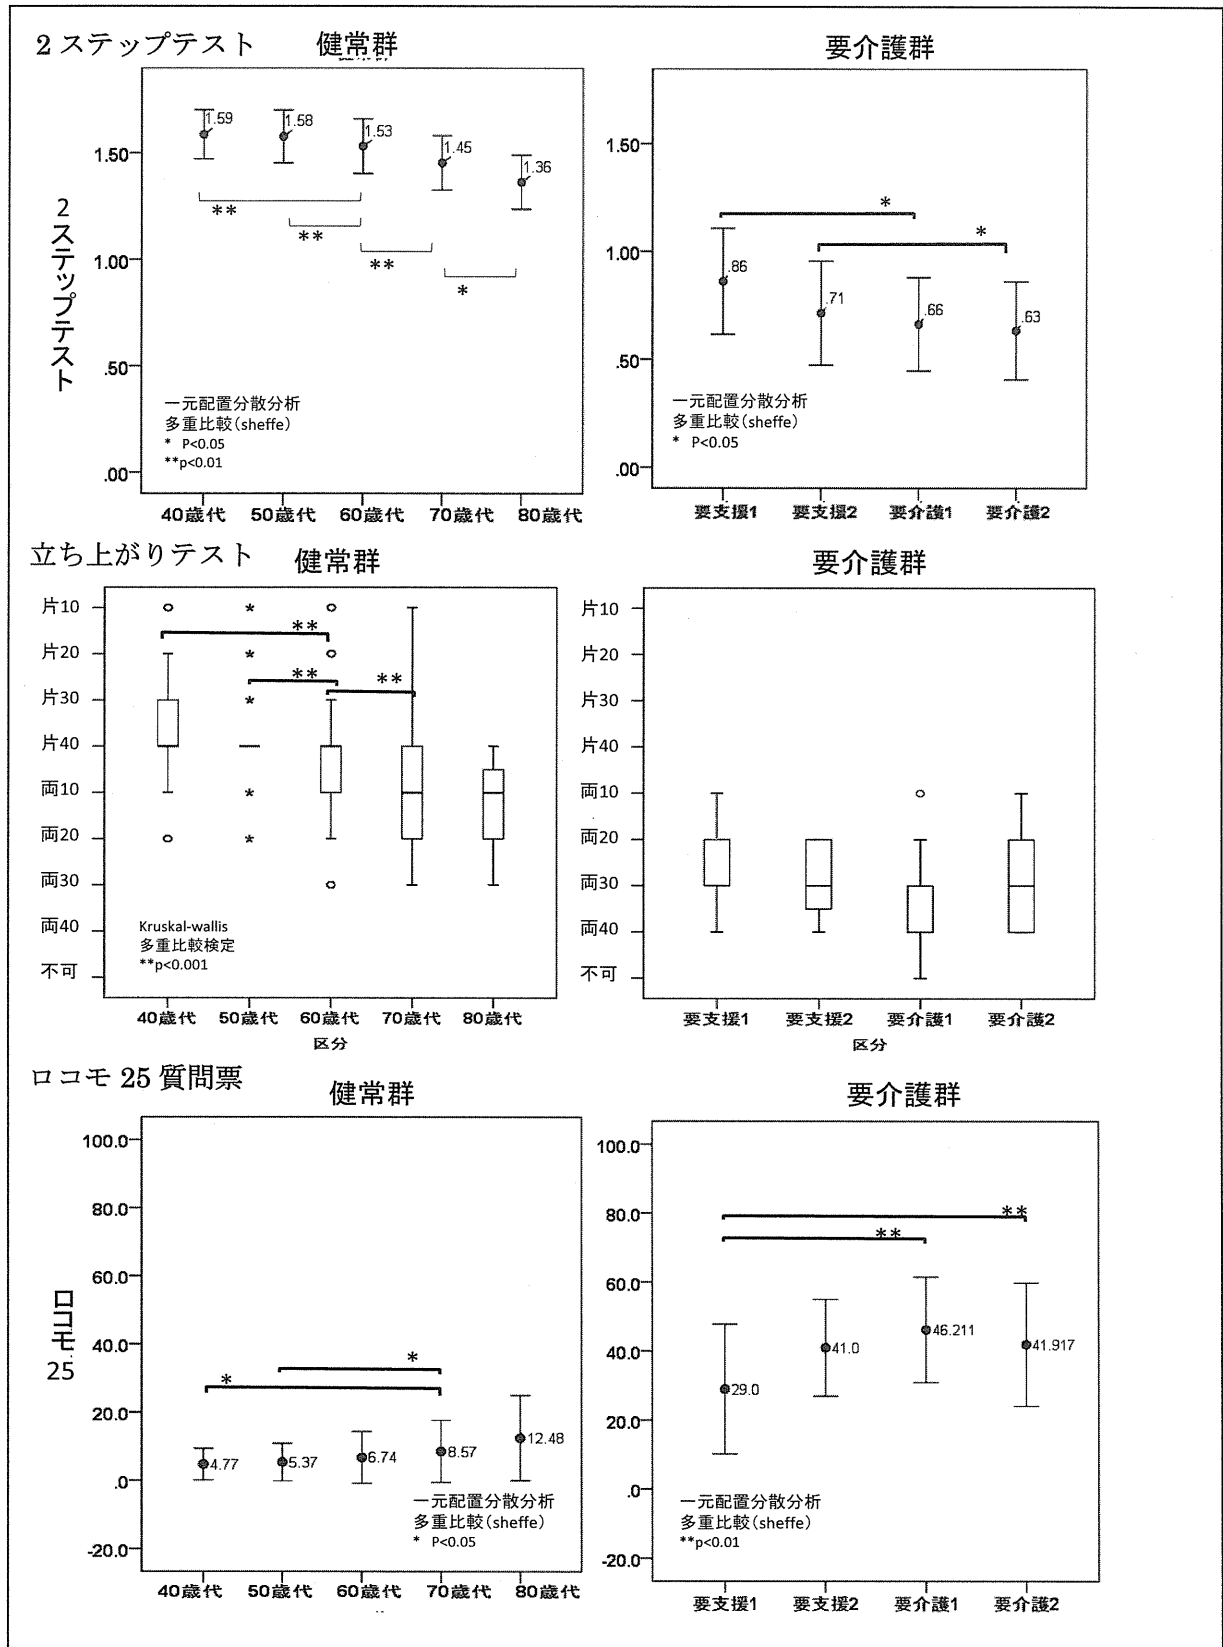 2 ステップテスト 健常群
要介護群
2ステップテスト
1.50
1.00
.50
.00
1.59
1.58
1.53
1.45
1.36
**
**
**
*
一元配置分散分析
多重比較(sheffe)
* P<0.05
**p<0.01
40歳代 50歳代 60歳代 70歳代 80歳代
1.50
1.00
.50
.00
*
*
.86
.71
.66
.63
一元配置分散分析
多重比較(sheffe)
* P<0.05
要支援1 要支援2 要介護1 要介護2
立ち上がりテスト 健常群
要介護群
片10
片20
片30
片40
両10
両20
両30
両40
不可
**
**
**
Kruskal-wallis
多重比較検定
**p<0.001
40歳代 50歳代 60歳代 70歳代 80歳代
区分
片10
片20
片30
片40
両10
両20
両30
両40
不可
要支援1 要支援2 要介護1 要介護2
区分
ロコモ 25 質問票
健常群
要介護群
ロコモ25
100.0
80.0
60.0
40.0
20.0
.0
-20.0
*
*
4.77
5.37
6.74
8.57
12.48
一元配置分散分析
多重比較(sheffe)
* P<0.05
40歳代 50歳代 60歳代 70歳代 80歳代
100.0
80.0
60.0
40.0
20.0
.0
-20.0
**
**
29.0
41.0
46.211
41.917
一元配置分散分析
多重比較(sheffe)
**p<0.01
要支援1 要支援2 要介護1 要介護2